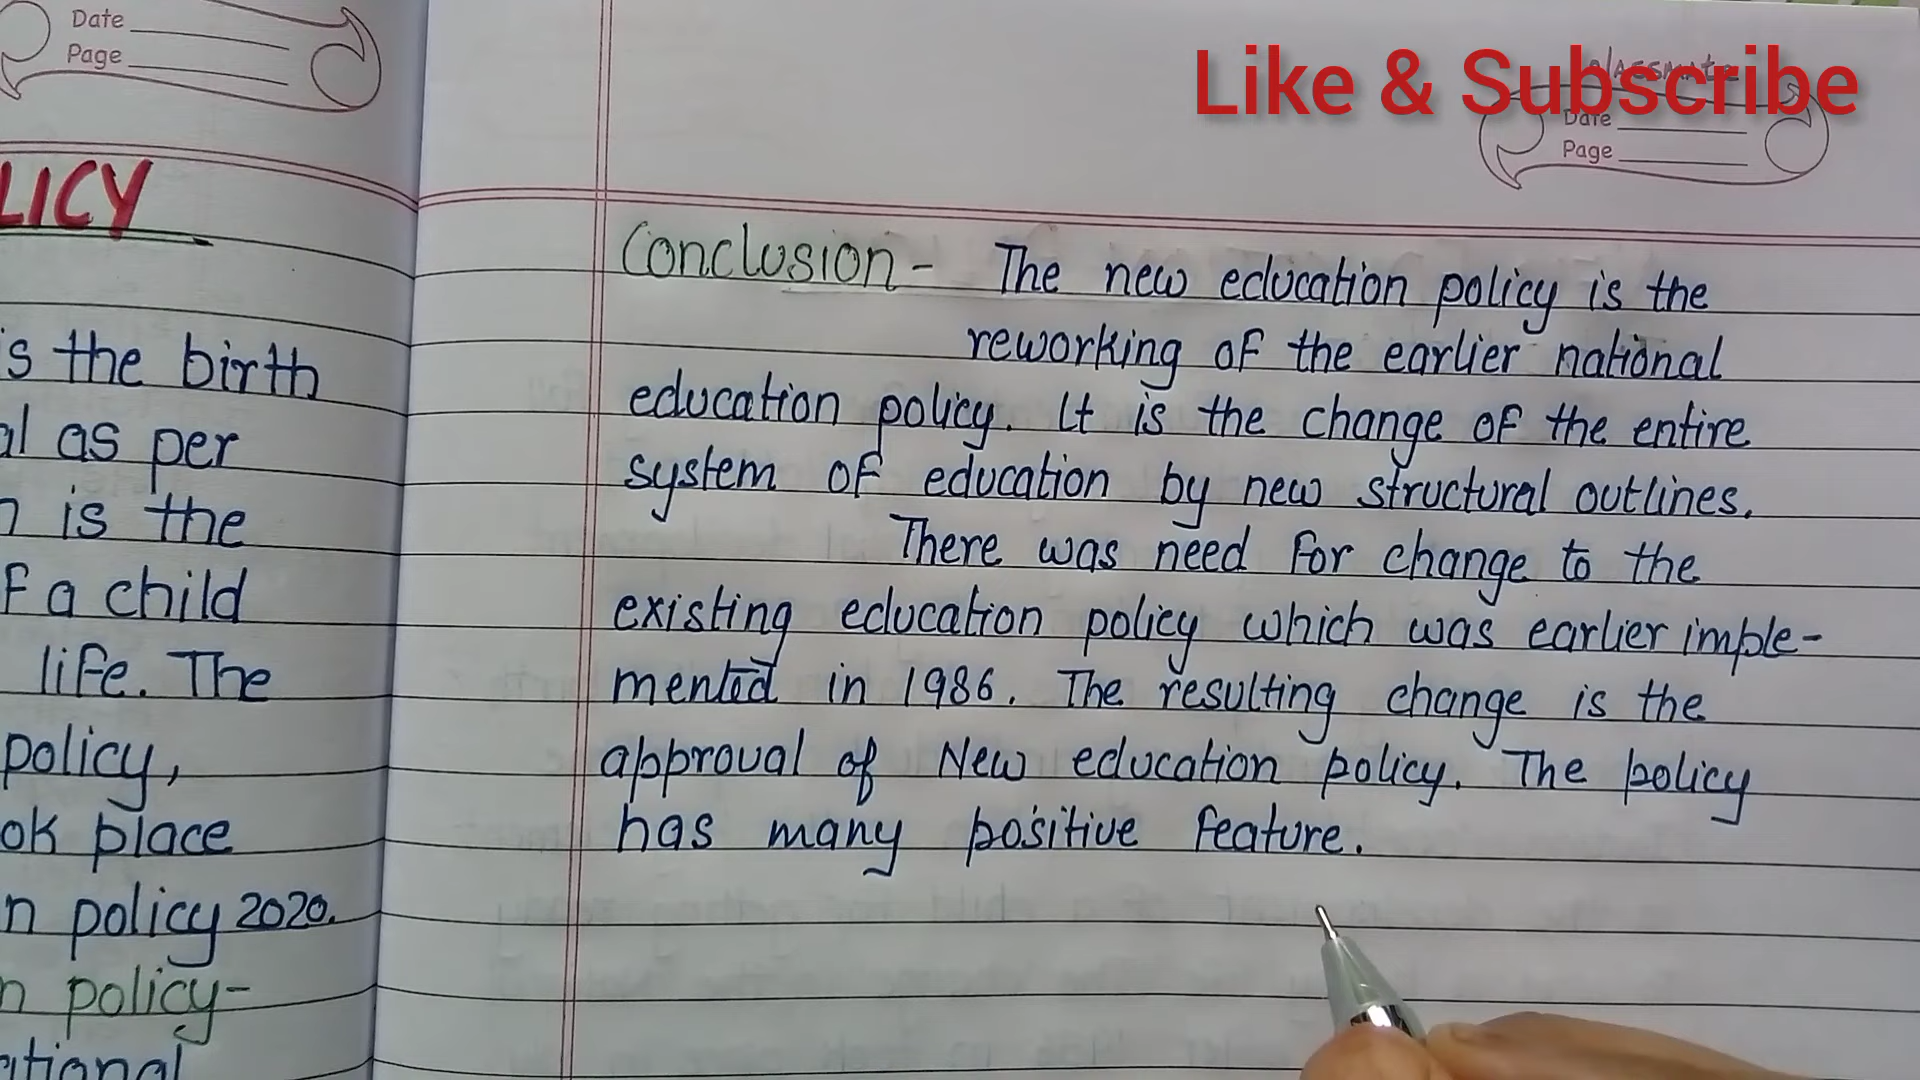 Date
Page
LICY
is the birth
al as per
n is the
f a child
life. The
policy,
ok place
n policy 2020.
n policy-
ational
Like & Subscribe
classmate
Date
Page
Conclusion - The new education policy is the
reworking of the earlier national
education policy. It is the change of the entire
system of education by new structural outlines.
There was need for change to the
existing education policy which was earlier imple-
mented in 1986. The resulting change is the
approval of New education policy. The policy
has many positive feature.